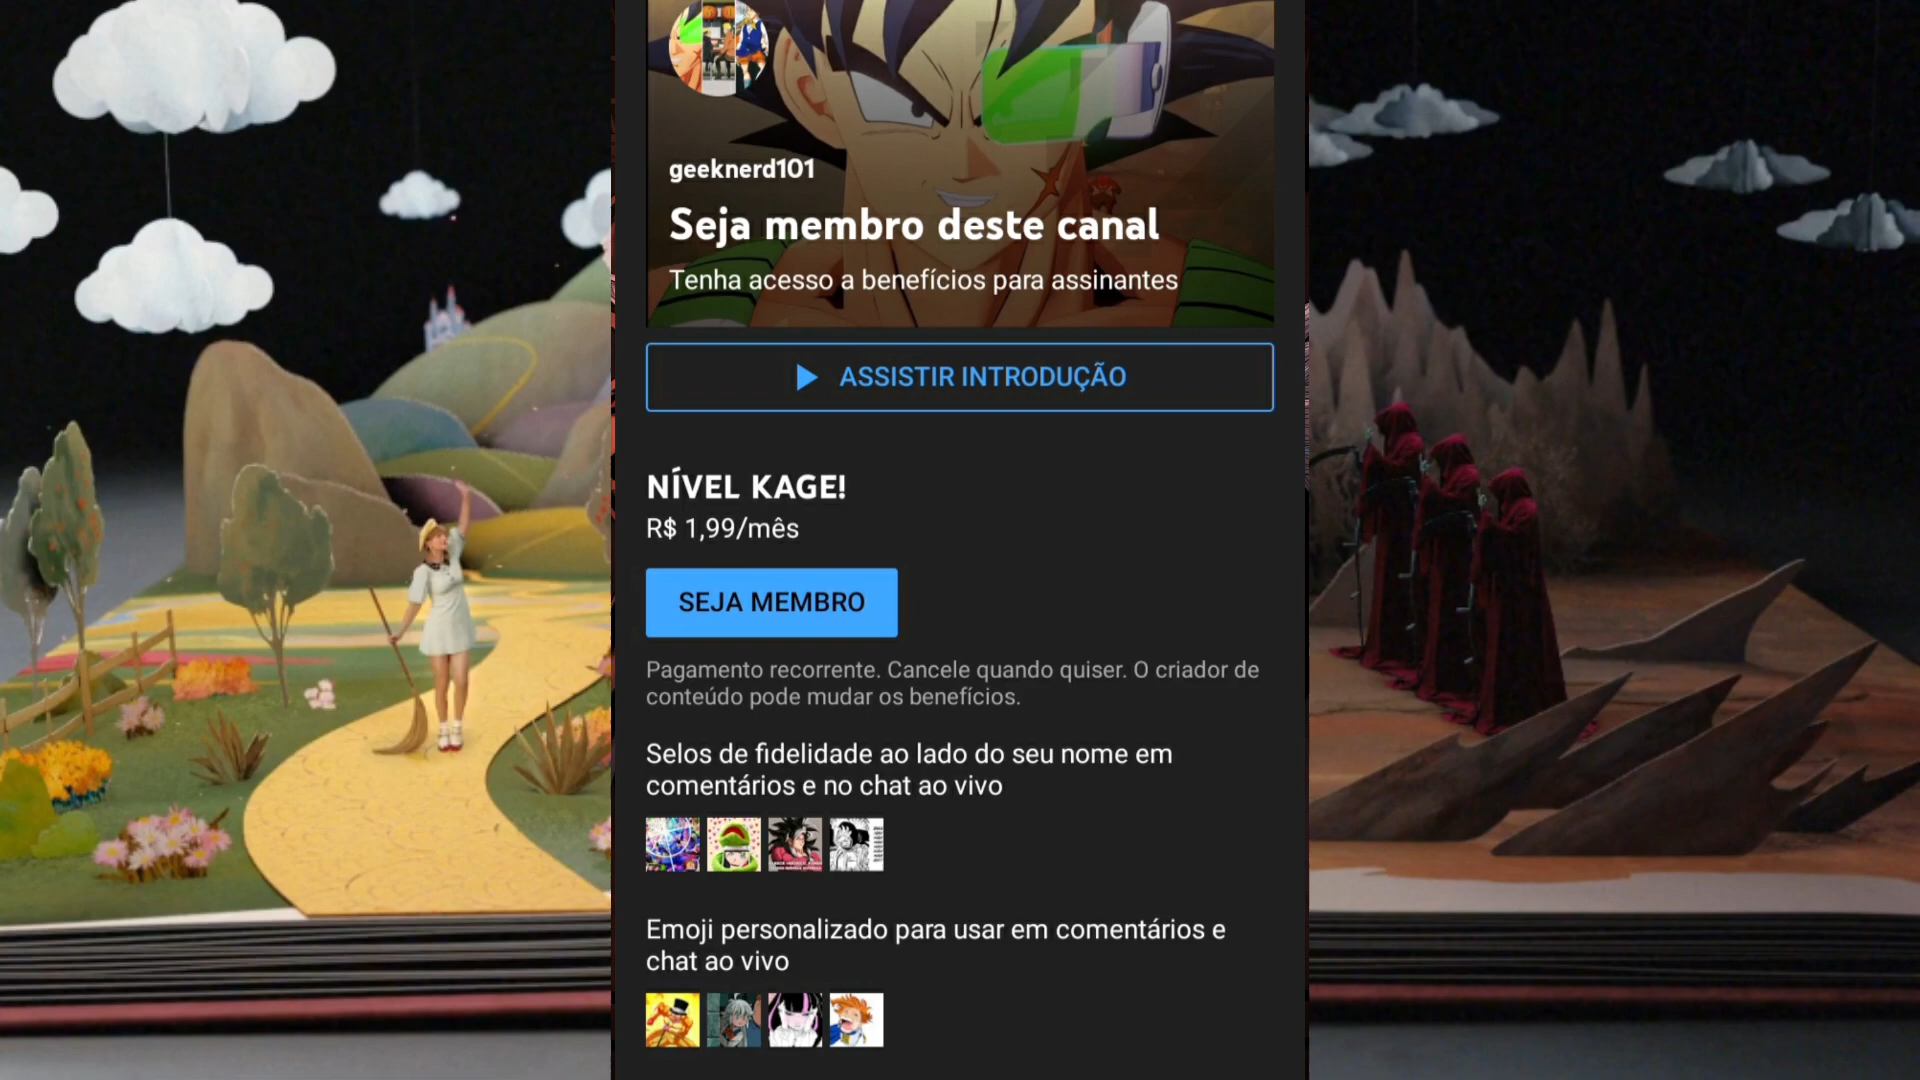 geeknerd101
Seja membro deste canal
Tenha acesso a benefícios para assinantes
ASSISTIR INTRODUÇÃO
NÍVEL KAGE!
R$ 1,99/mês
SEJA MEMBRO
Pagamento recorrente. Cancele quando quiser. O criador de
conteúdo pode mudar os benefícios.
Selos de fidelidade ao lado do seu nome em
comentários e no chat ao vivo
Emoji personalizado para usar em comentários e
chat ao vivo